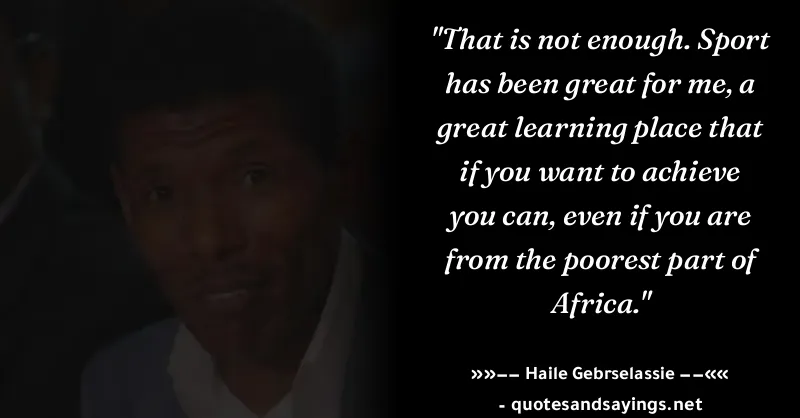 "That is not enough. Sport
has been great for me, a
great learning place that
if you want to achieve
you can, even if you are
from the poorest part of
Africa."
»»–– Haile Gebrselassie ––««
- quotesandsayings.net